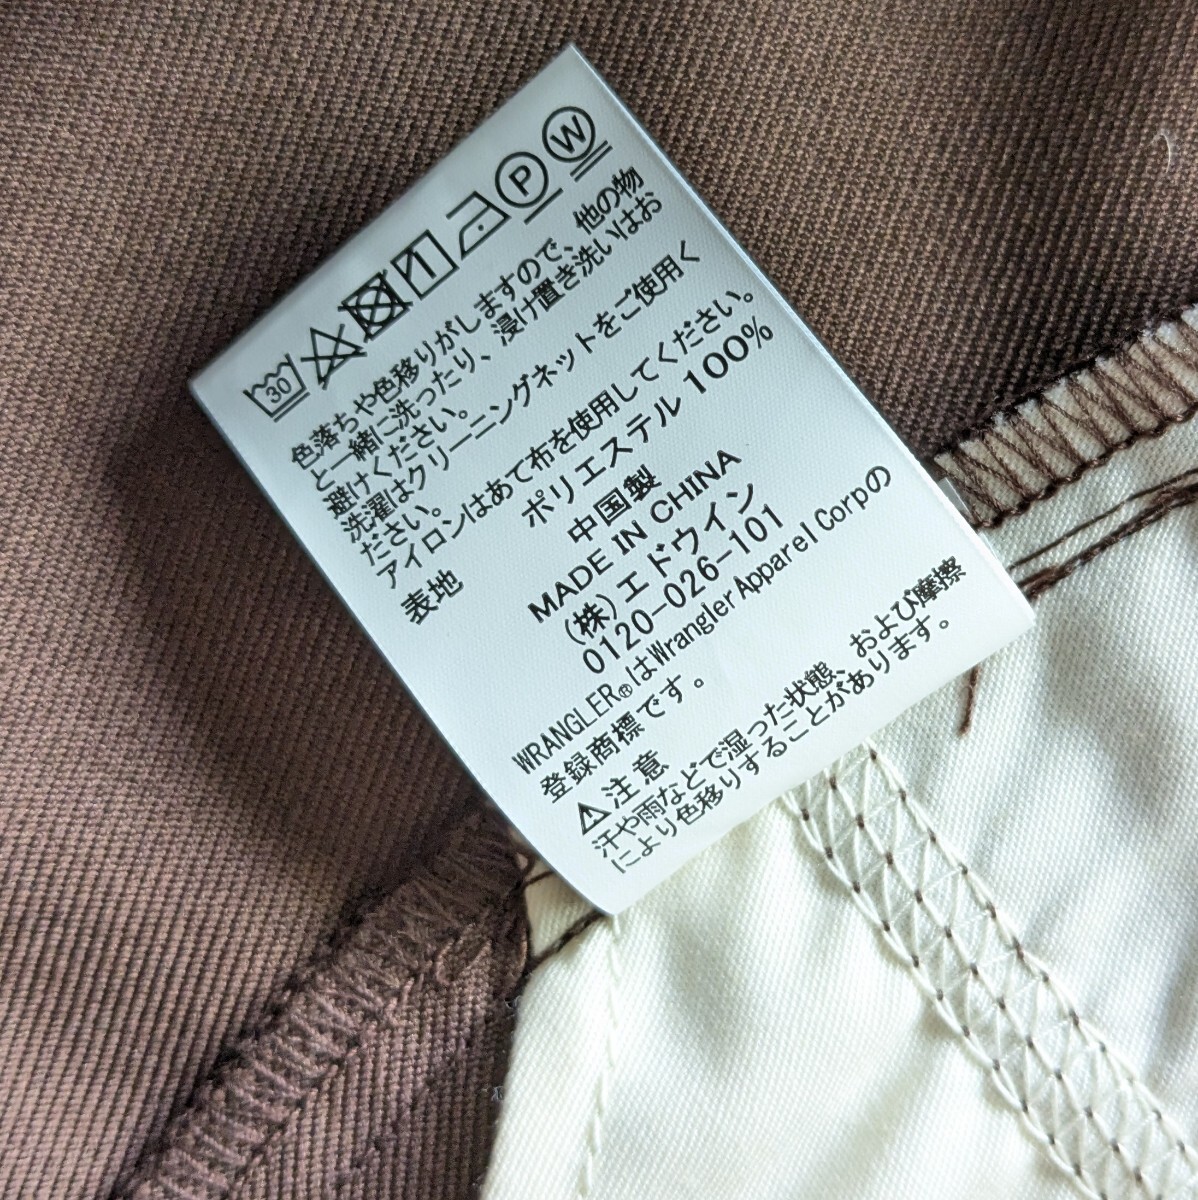 30 P W
色落ちや色移りがしますので、他の物
と一緒に洗ったり、浸け置き洗いはお
避けください。
洗濯はクリーニングネットをご使用く
ださい。
アイロンはあて布を使用してください。
表地 ポリエステル 100%
中国製
MADE IN CHINA
(株)エドウイン
0120-026-101
WRANGLER®はWrangler Apparel Corpの
登録商標です。
⚠注意
汗や雨などで湿った状態、および摩擦
により色移りすることがあります。